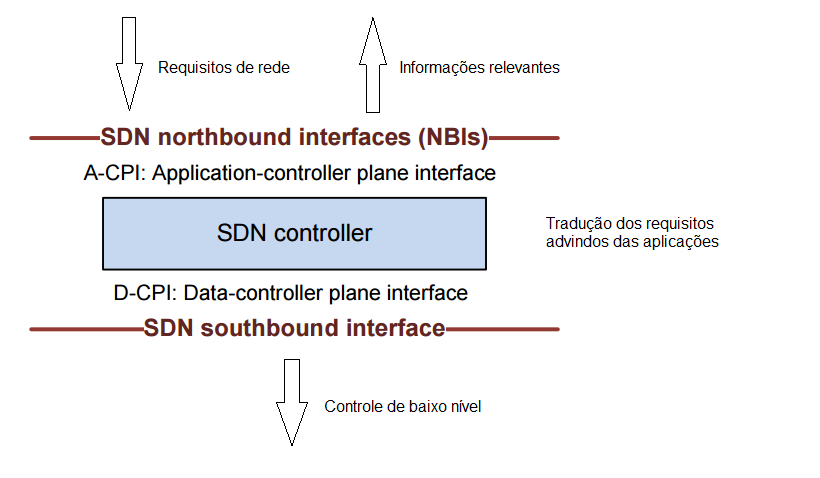 Requisitos de rede
Informações relevantes
SDN northbound interfaces (NBIs)
A-CPI: Application-controller plane interface
SDN controller
Tradução dos requisitos
advindos das aplicações
D-CPI: Data-controller plane interface
SDN southbound interface
Controle de baixo nível